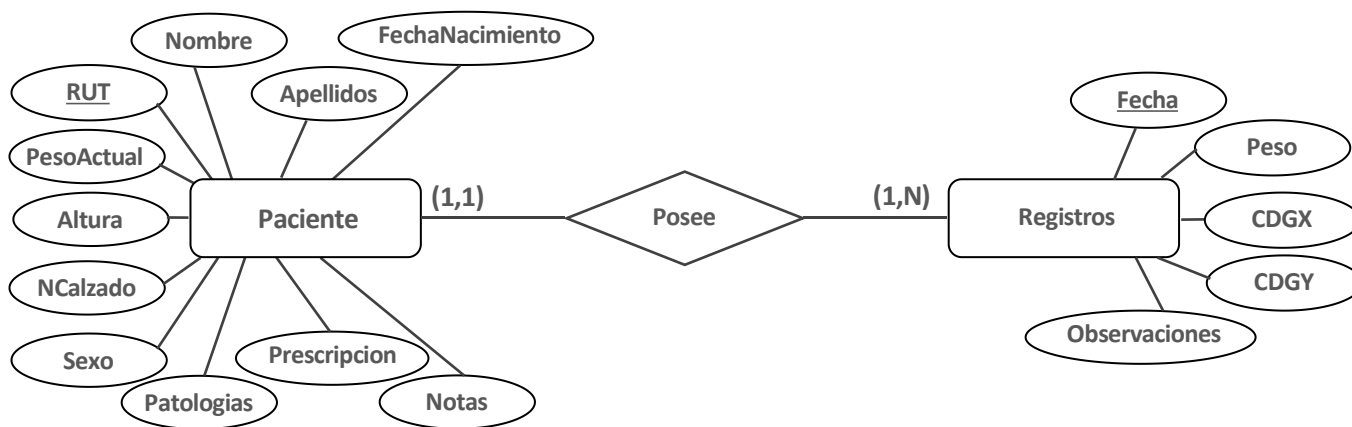 Nombre
FechaNacimiento
RUT
Apellidos
Fecha
PesoActual
Peso
Altura
Paciente
(1,1)
Posee
(1,N)
Registros
CDGX
NCalzado
CDGY
Sexo
Prescripcion
Observaciones
Patologias
Notas